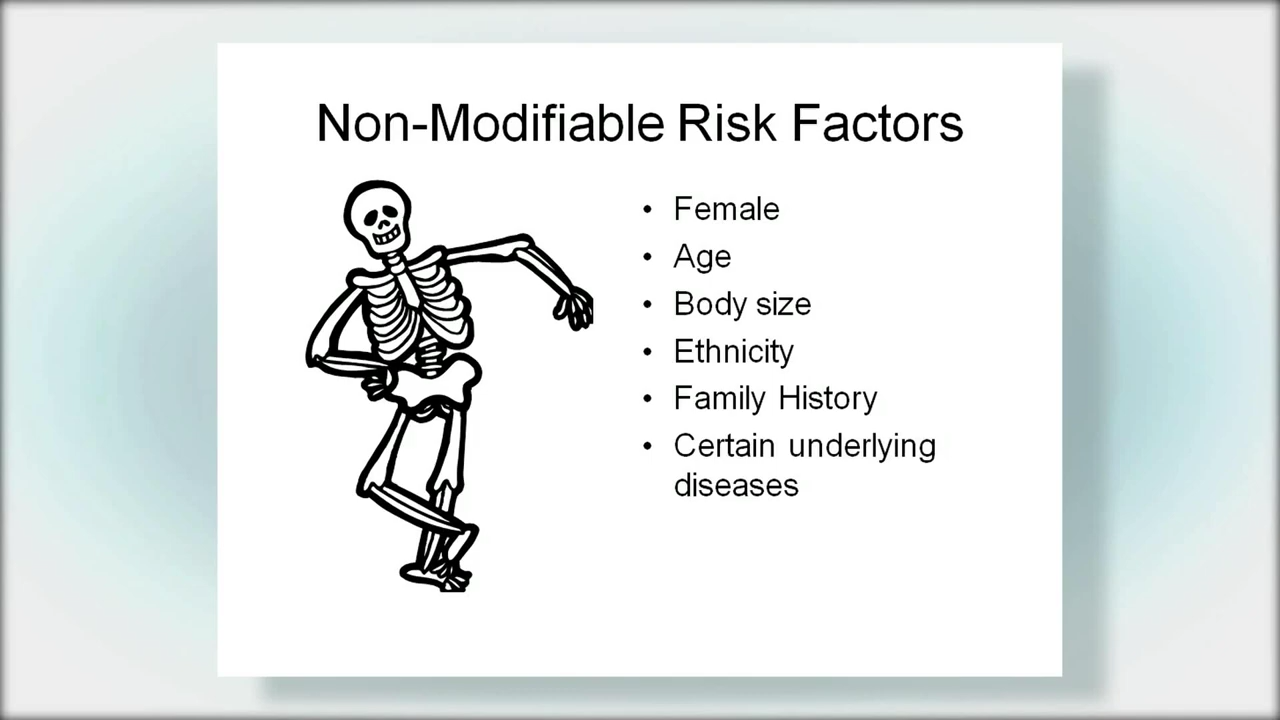 Non-Modifiable Risk Factors
• Female
• Age
• Body size
• Ethnicity
• Family History
• Certain underlying
diseases